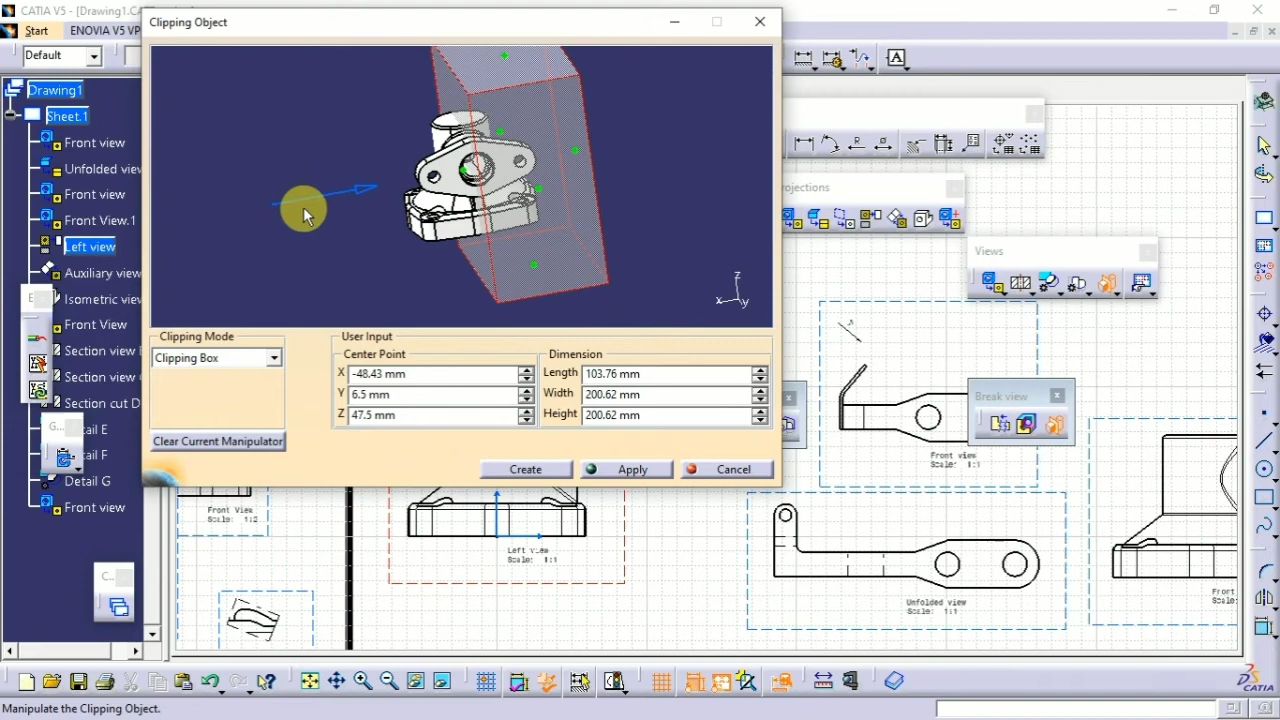 CATIA V5 - [Drawing1.CA
Start
ENOVIA V5 VP
Default
Clipping Object
Drawing1
Sheet.1
Front view
Unfolded view
Front view
Front View.1
Left view
Auxiliary view
Isometric view
Front View
Section view
Section view
Section cut D
etail E
etail F
Detail G
Front view
G...
C...
z
x
y
Clipping Mode
Clipping Box
Clear Current Manipulator
User Input
Center Point
X -48.43 mm
Y 6.5 mm
Z 47.5 mm
Dimension
Length 103.76 mm
Width 200.62 mm
Height 200.62 mm
Create
Apply
Cancel
ojections
Views
Break view
Front view
Scale: 1:1
Front View
Scale: 1:2
Left view
Scale: 1:1
Unfolded view
Scale: 1:1
Front
Scale:
Manipulate the Clipping Object.
CATIA